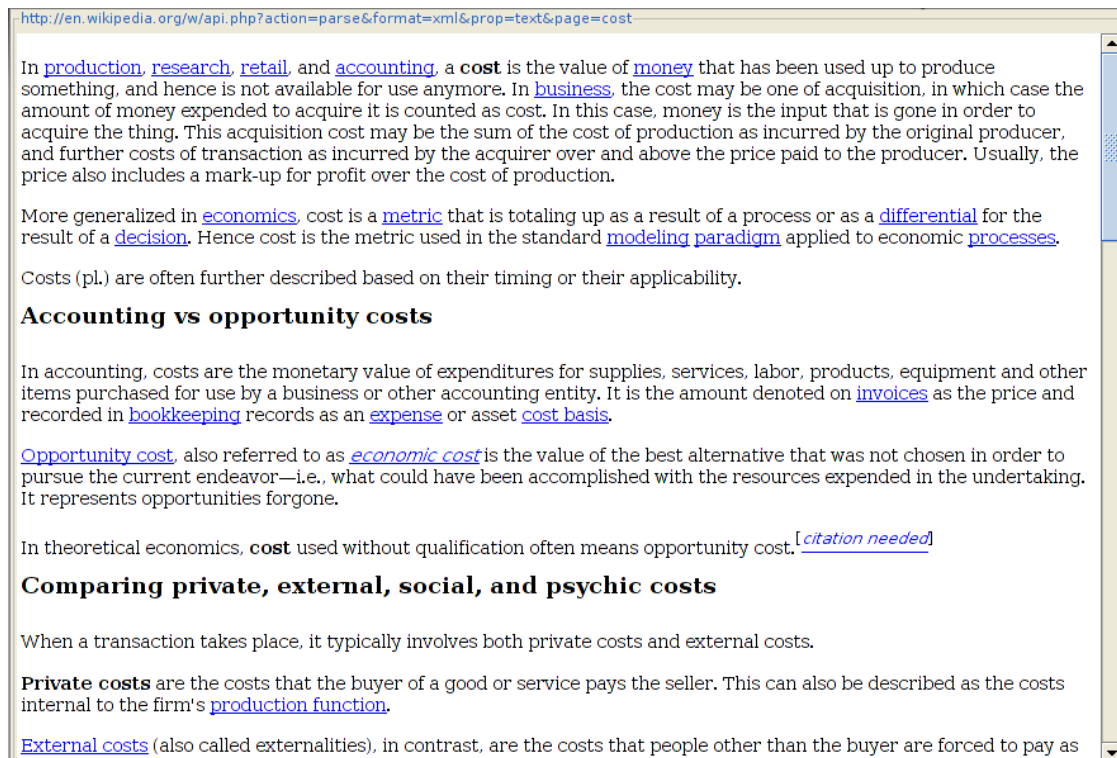 http://en.wikipedia.org/w/api.php?action=parse&format=xml&prop=text&page=cost
In production, research, retail, and accounting, a cost is the value of money that has been used up to produce
something, and hence is not available for use anymore. In business, the cost may be one of acquisition, in which case the
amount of money expended to acquire it is counted as cost. In this case, money is the input that is gone in order to
acquire the thing. This acquisition cost may be the sum of the cost of production as incurred by the original producer,
and further costs of transaction as incurred by the acquirer over and above the price paid to the producer. Usually, the
price also includes a mark-up for profit over the cost of production.
More generalized in economics, cost is a metric that is totaling up as a result of a process or as a differential for the
result of a decision. Hence cost is the metric used in the standard modeling paradigm applied to economic processes.
Costs (pl.) are often further described based on their timing or their applicability.
Accounting vs opportunity costs
In accounting, costs are the monetary value of expenditures for supplies, services, labor, products, equipment and other
items purchased for use by a business or other accounting entity. It is the amount denoted on invoices as the price and
recorded in bookkeeping records as an expense or asset cost basis.
Opportunity cost, also referred to as economic cost is the value of the best alternative that was not chosen in order to
pursue the current endeavor—i.e., what could have been accomplished with the resources expended in the undertaking.
It represents opportunities forgone.
In theoretical economics, cost used without qualification often means opportunity cost.[citation needed]
Comparing private, external, social, and psychic costs
When a transaction takes place, it typically involves both private costs and external costs.
Private costs are the costs that the buyer of a good or service pays the seller. This can also be described as the costs
internal to the firm's production function.
External costs (also called externalities), in contrast, are the costs that people other than the buyer are forced to pay as